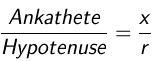 Ankathete/Hypotenuse = x/r